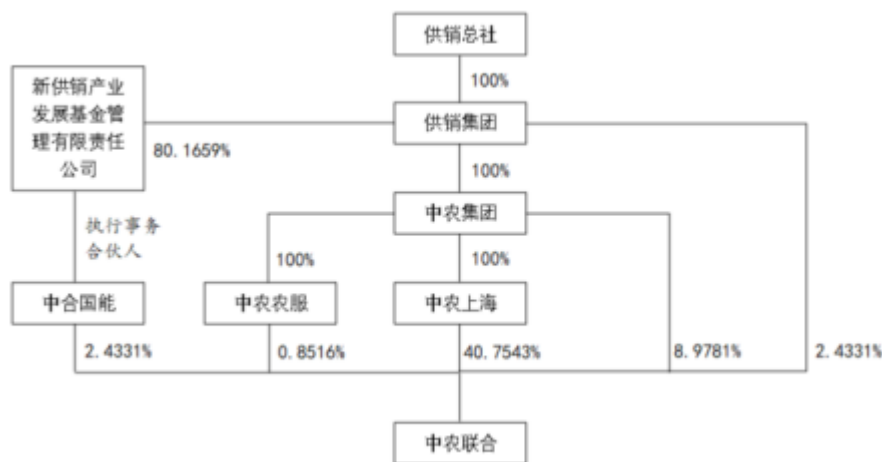 供销总社
100%
新供销产业
发展基金管
理有限责任
公司
80.1659%
供销集团
100%
中农集团
执行事务
合伙人
100%
100%
中合国能
中农农服
中农上海
2.4331%
0.8516%
40.7543%
8.9781%
2.4331%
中农联合